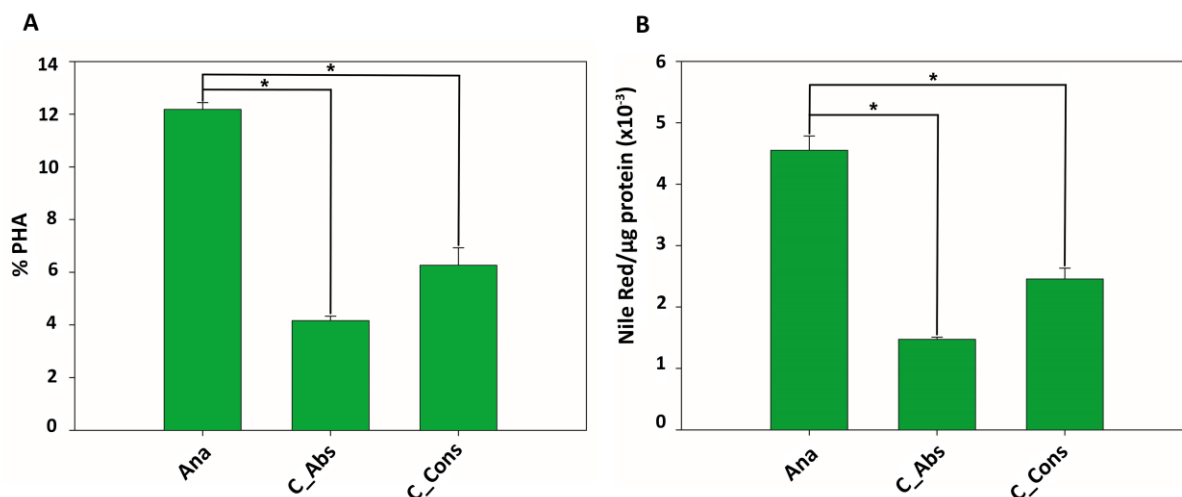 A
% PHA
14
12
10
8
6
4
2
0
*
*
Ana
C_Abs
C_Cons
B
Nile Red/µg protein (x10⁻³)
6
5
4
3
2
1
0
*
*
Ana
C_Abs
C_Cons